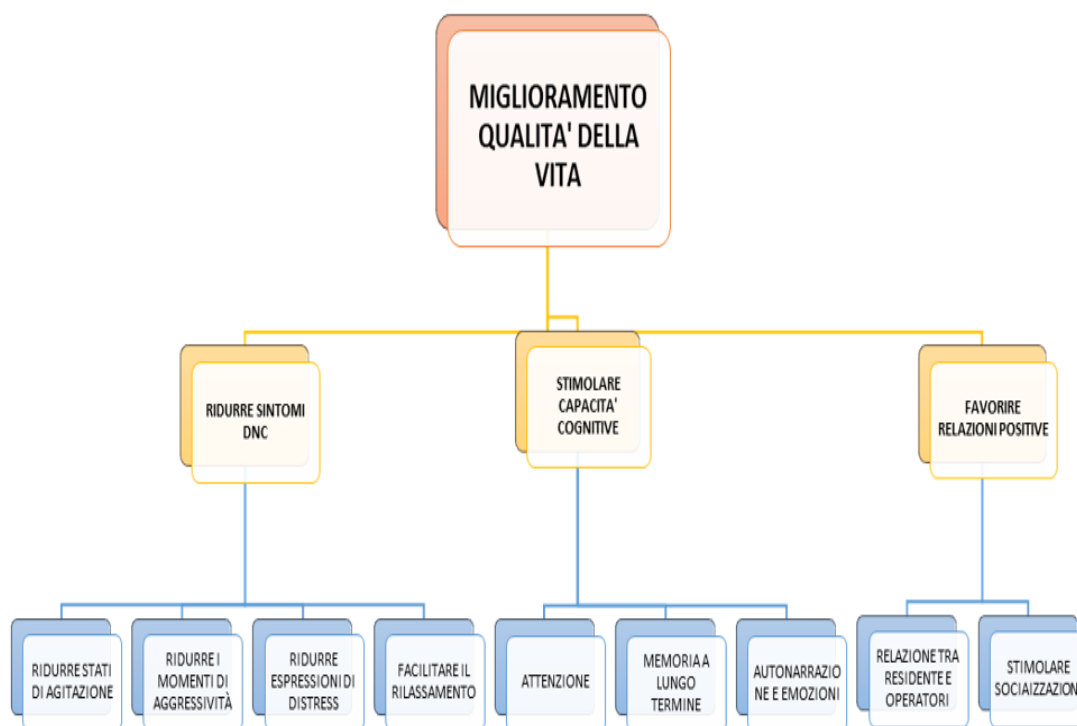 MIGLIORAMENTO
QUALITA' DELLA
VITA
RIDURRE SINTOMI
DNC
STIMOLARE
CAPACITA'
COGNITIVE
FAVORIRE
RELAZIONI POSITIVE
RIDURRE STATI
DI AGITAZIONE
RIDURRE I
MOMENTI DI
AGGRESSIVITÀ
RIDURRE
ESPRESSIONI DI
DISTRESS
FACILITARE IL
RILASSAMENTO
ATTENZIONE
MEMORIA A
LUNGO
TERMINE
AUTONARRAZIO
NE E EMOZIONI
RELAZIONE TRA
RESIDENTE E
OPERATORI
STIMOLARE
SOCIAIZZAZION